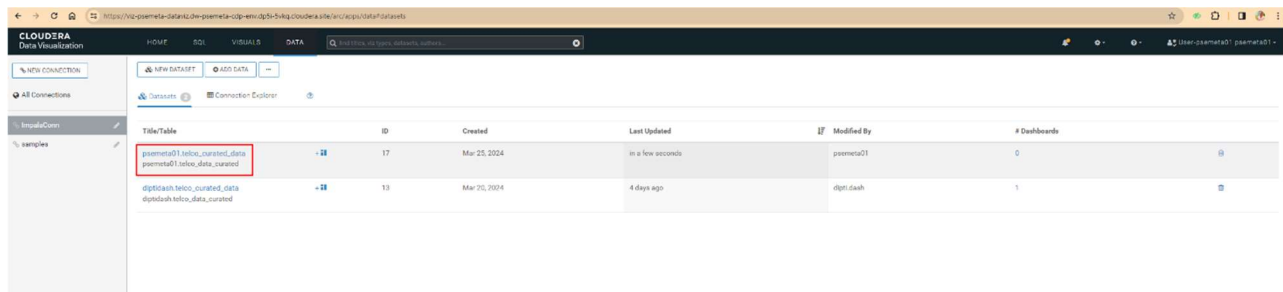 https://viz-psemeta-dataviz.dw-psemeta-cdp-env.dp5i-5vkq.cloudera.site/arc/apps/data#datasets
CLOUDERA
Data Visualization
HOME SQL VISUALS DATA Find titles, viz types, datasets, authors... User-psemeta01 psemeta01
NEW CONNECTION
NEW DATASET ADD DATA ...
All Connections
Datasets 2 Connection Explorer
ImpalaConn
samples
Title/Table ID Created Last Updated Modified By # Dashboards
psemeta01.telco_curated_data 17 Mar 25, 2024 in a few seconds psemeta01 0
psemeta01.telco_data_curated
diptidash.telco_curated_data 13 Mar 20, 2024 4 days ago dipti.dash 1
diptidash.telco_data_curated